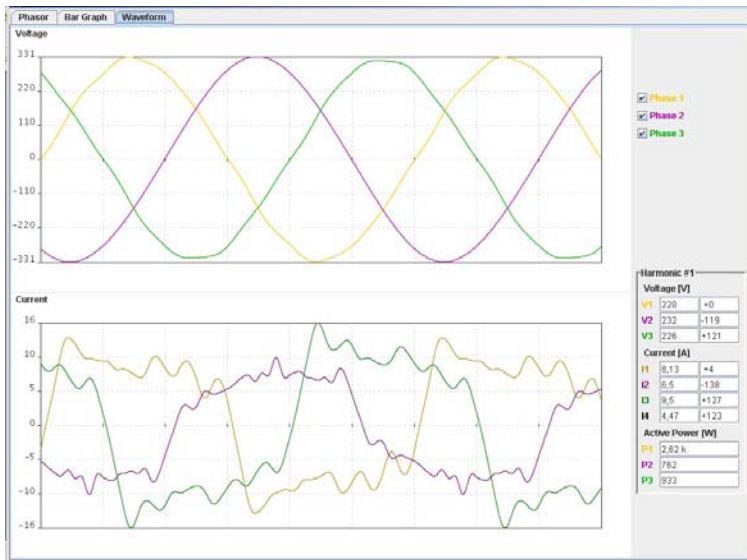 Phasor Bar Graph Waveform
Voltage
331
220
110
0
-110
-220
-331
Phase 1
Phase 2
Phase 3
Current
16
10
5
0
-5
-10
-16
Harmonic #1
Voltage [V]
V1 228 +0
V2 232 -119
V3 226 +121
Current [A]
I1 8,13 +4
I2 6,5 -138
I3 9,5 +127
I4 4,47 +123
Active Power [W]
P1 2,62 k
P2 762
P3 933